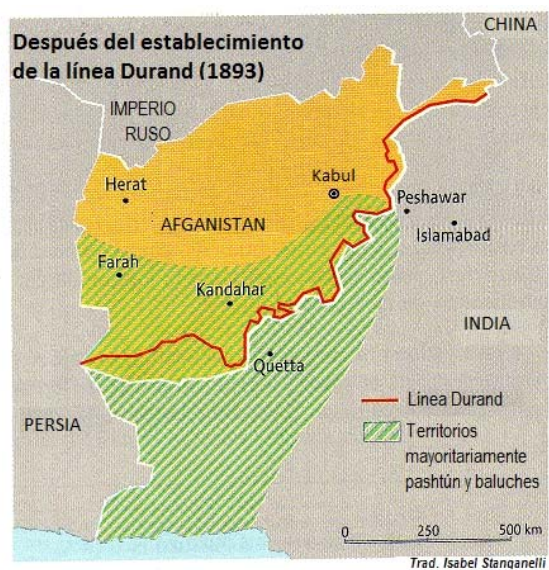 Después del establecimiento
de la línea Durand (1893)
CHINA
IMPERIO
RUSO
Herat
Kabul
Peshawar
AFGANISTAN
Islamabad
Farah
Kandahar
INDIA
Quetta
PERSIA
Línea Durand
Territorios
mayoritariamente
pashtún y baluches
0 250 500 km
Trad. Isabel Stanganelli